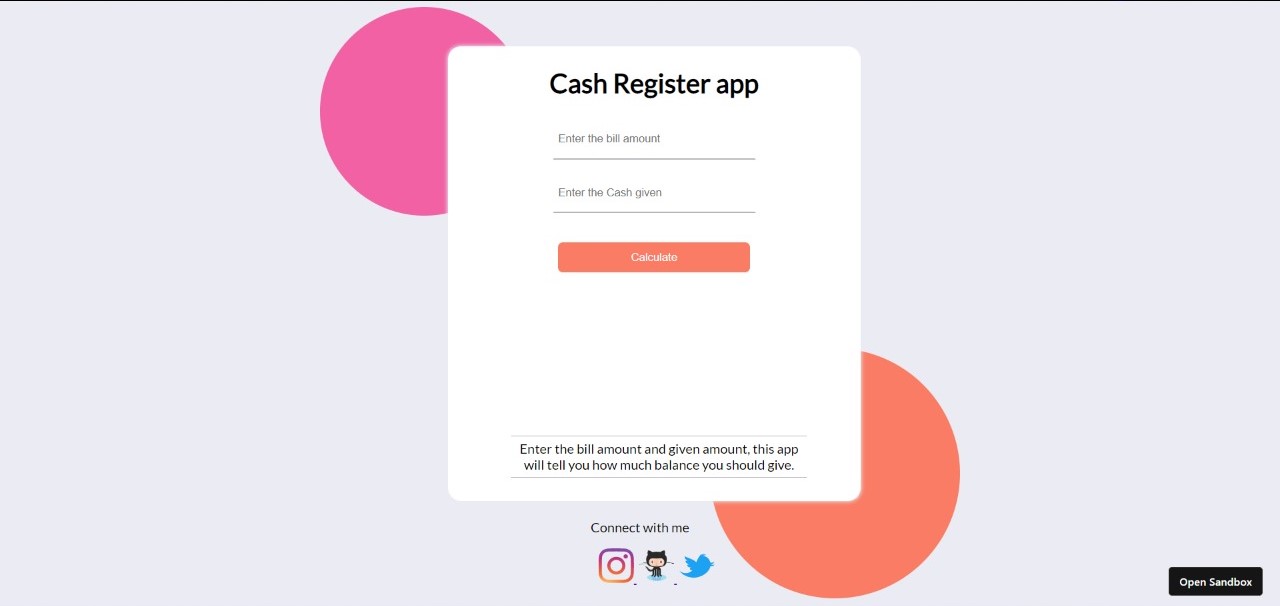 Cash Register app
Enter the bill amount
Enter the Cash given
Calculate
Enter the bill amount and given amount, this app
will tell you how much balance you should give.
Connect with me
Open Sandbox